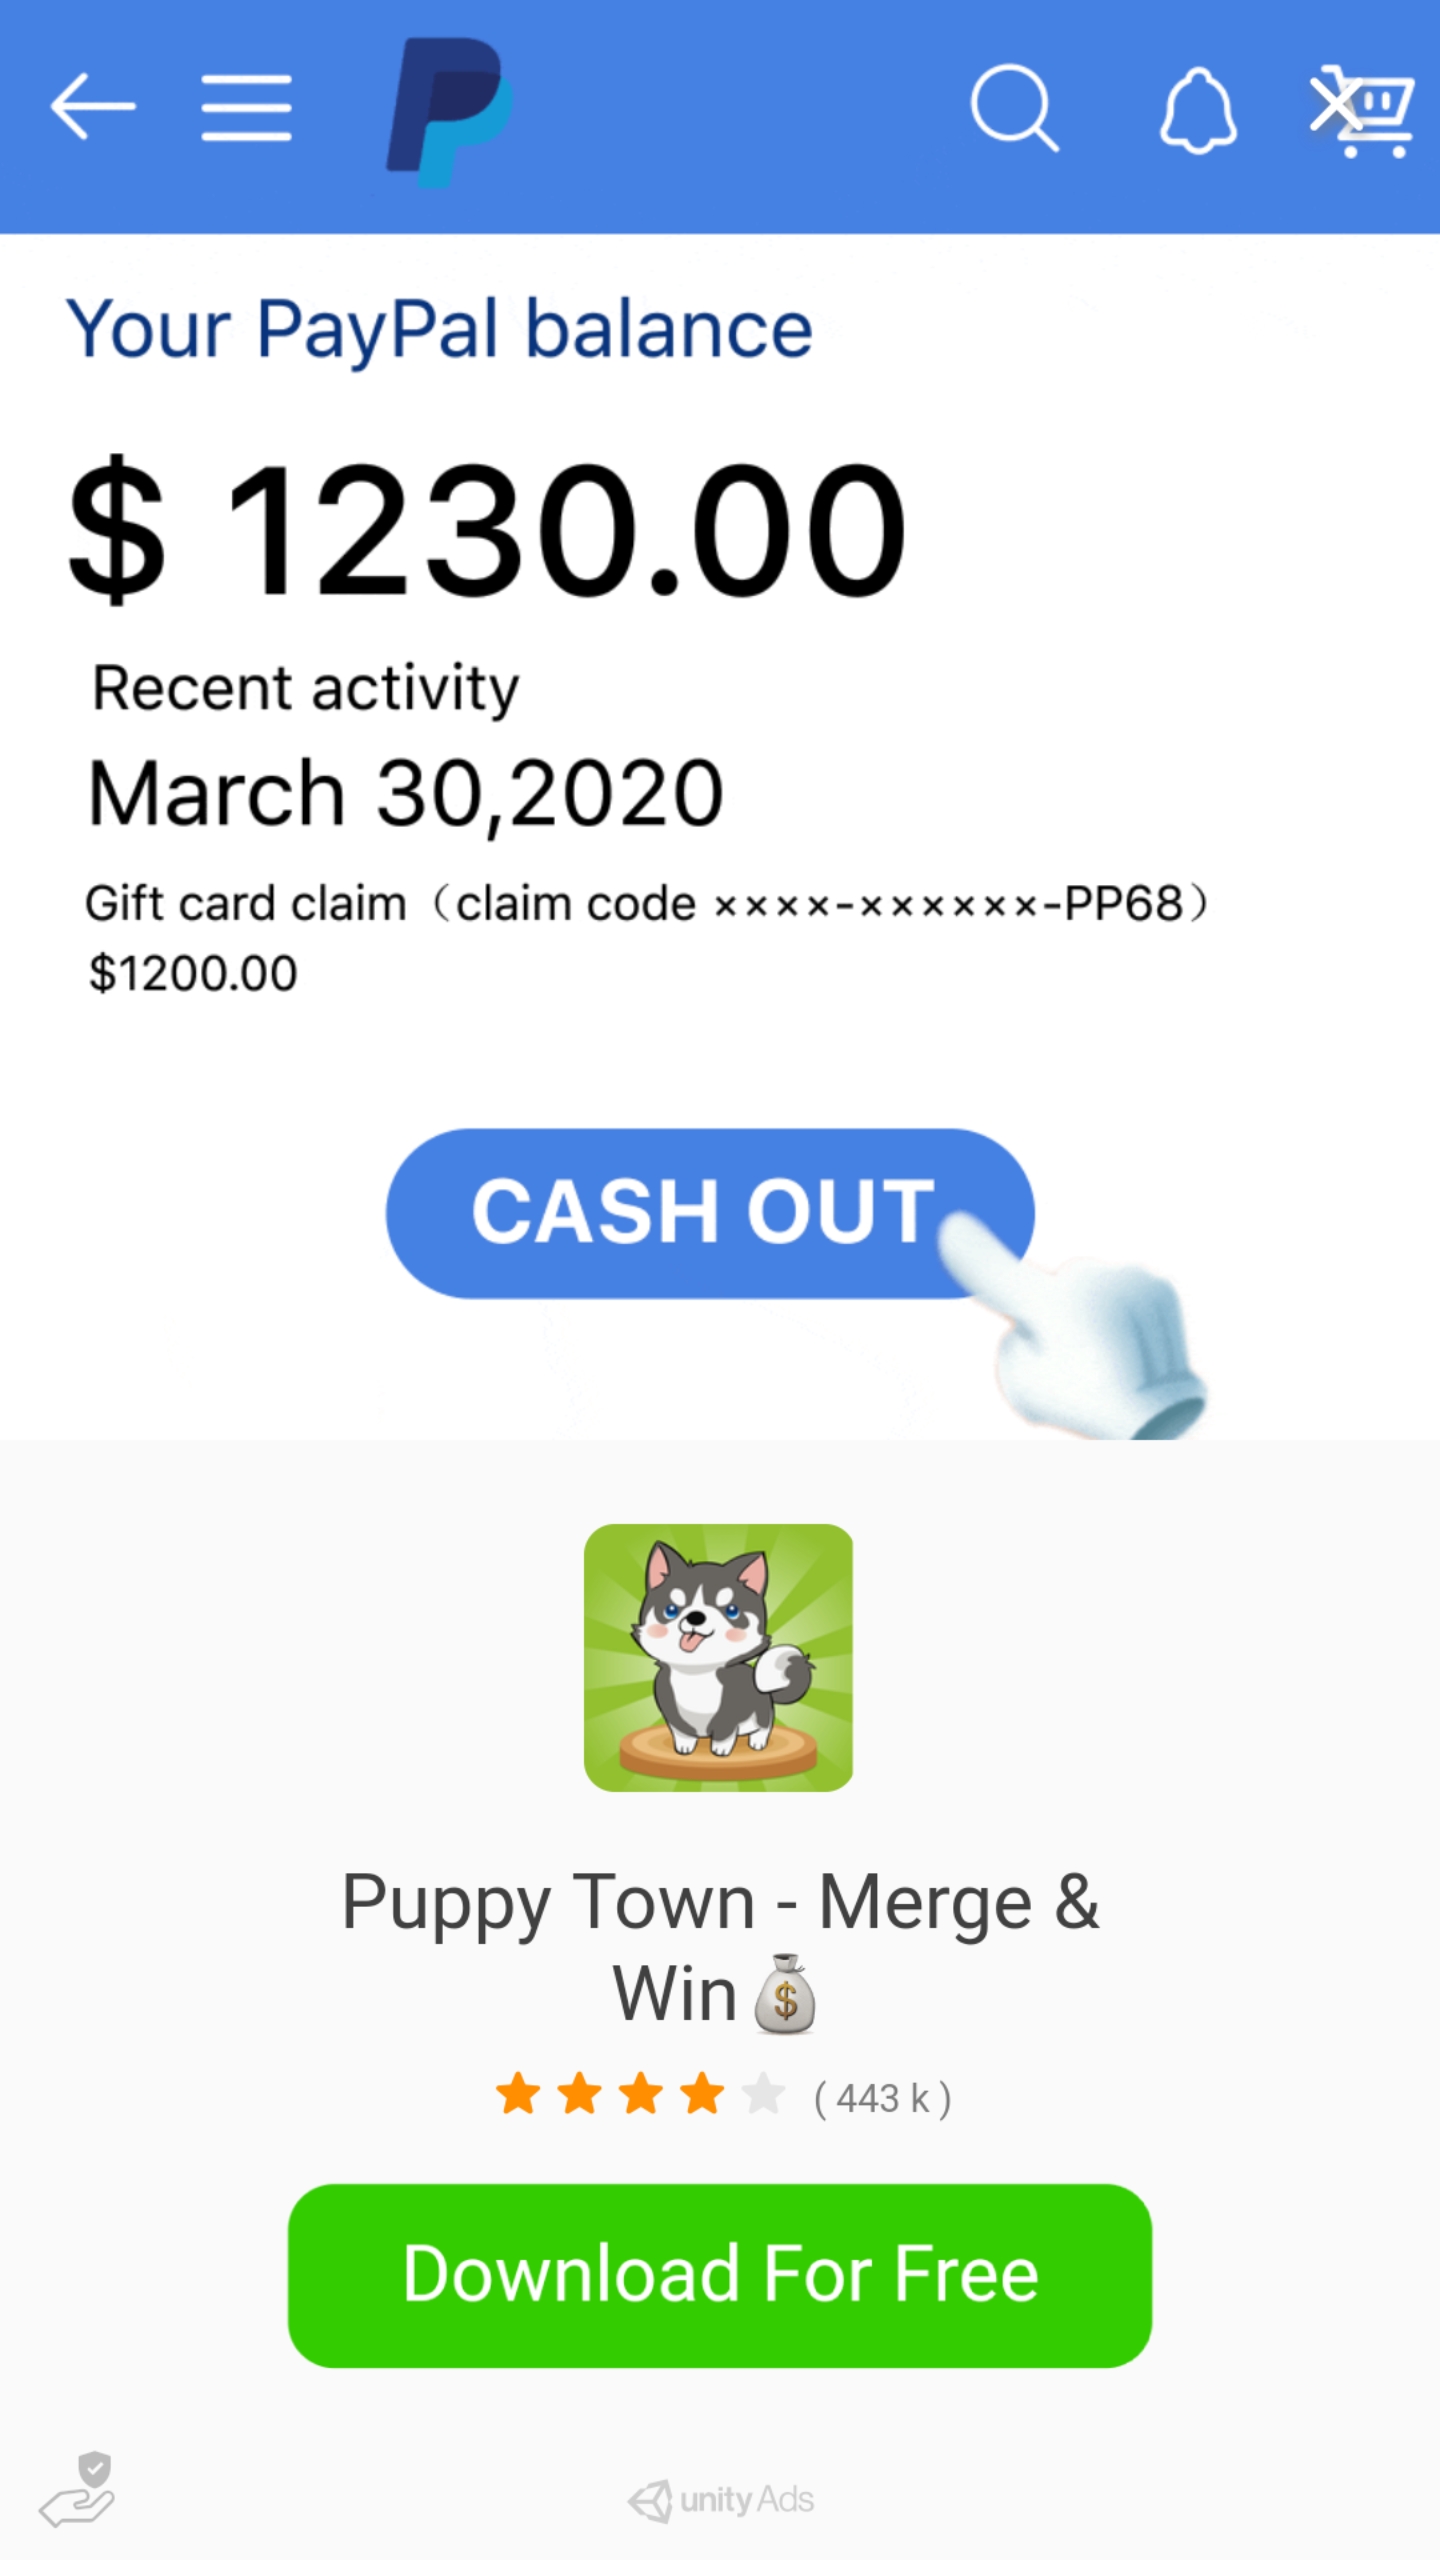 Your PayPal balance
$ 1230.00
Recent activity
March 30,2020
Gift card claim（claim code ××××-××××××-PP68）
$1200.00
CASH OUT
Puppy Town - Merge &
Win💰
( 443 k )
Download For Free
unity Ads